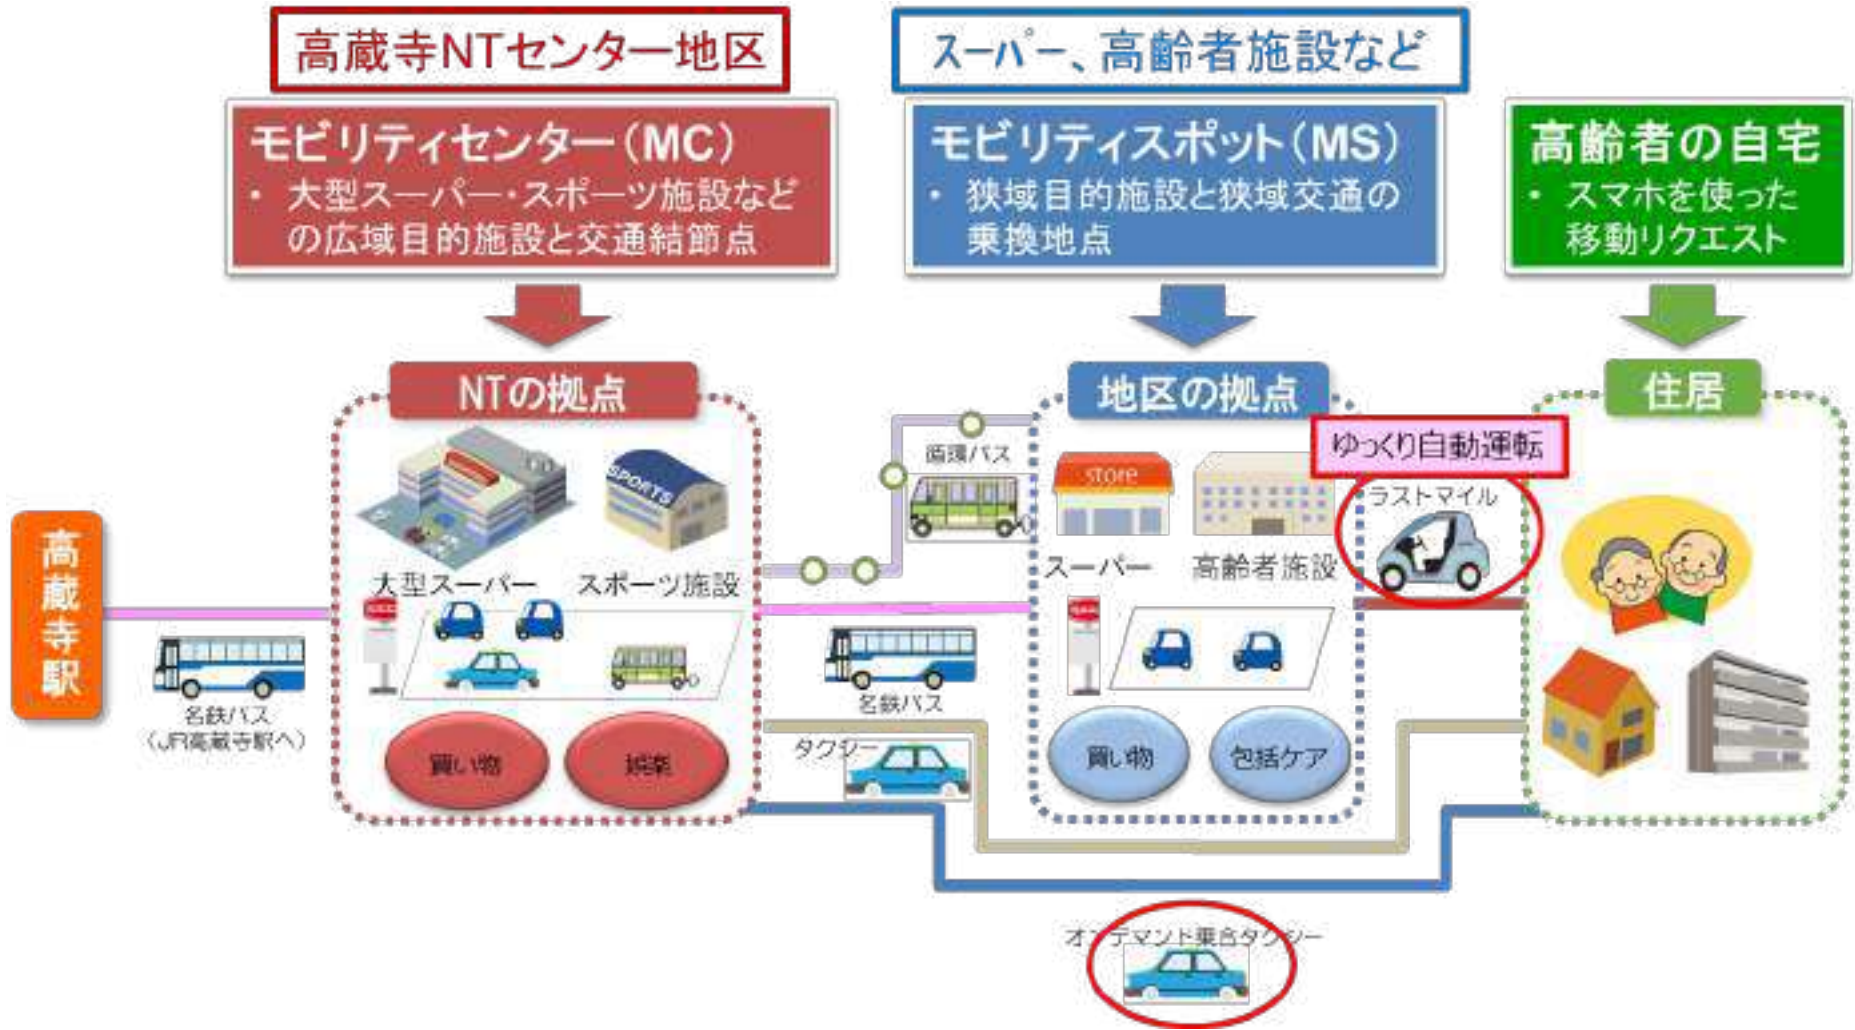 高蔵寺NTセンター地区
スーパー、高齢者施設など
モビリティセンター(MC)
• 大型スーパー・スポーツ施設など
の広域目的施設と交通結節点
モビリティスポット(MS)
• 狭域目的施設と狭域交通の
乗換地点
高齢者の自宅
• スマホを使った
移動リクエスト
NTの拠点
地区の拠点
住居
高蔵寺駅
名鉄バス
(JR高蔵寺駅へ)
SPORTS
大型スーパー
スポーツ施設
買い物
娯楽
循環バス
名鉄バス
タクシー
store
スーパー
高齢者施設
買い物
包括ケア
ゆっくり自動運転
ラストマイル
オンデマンド乗合タクシー